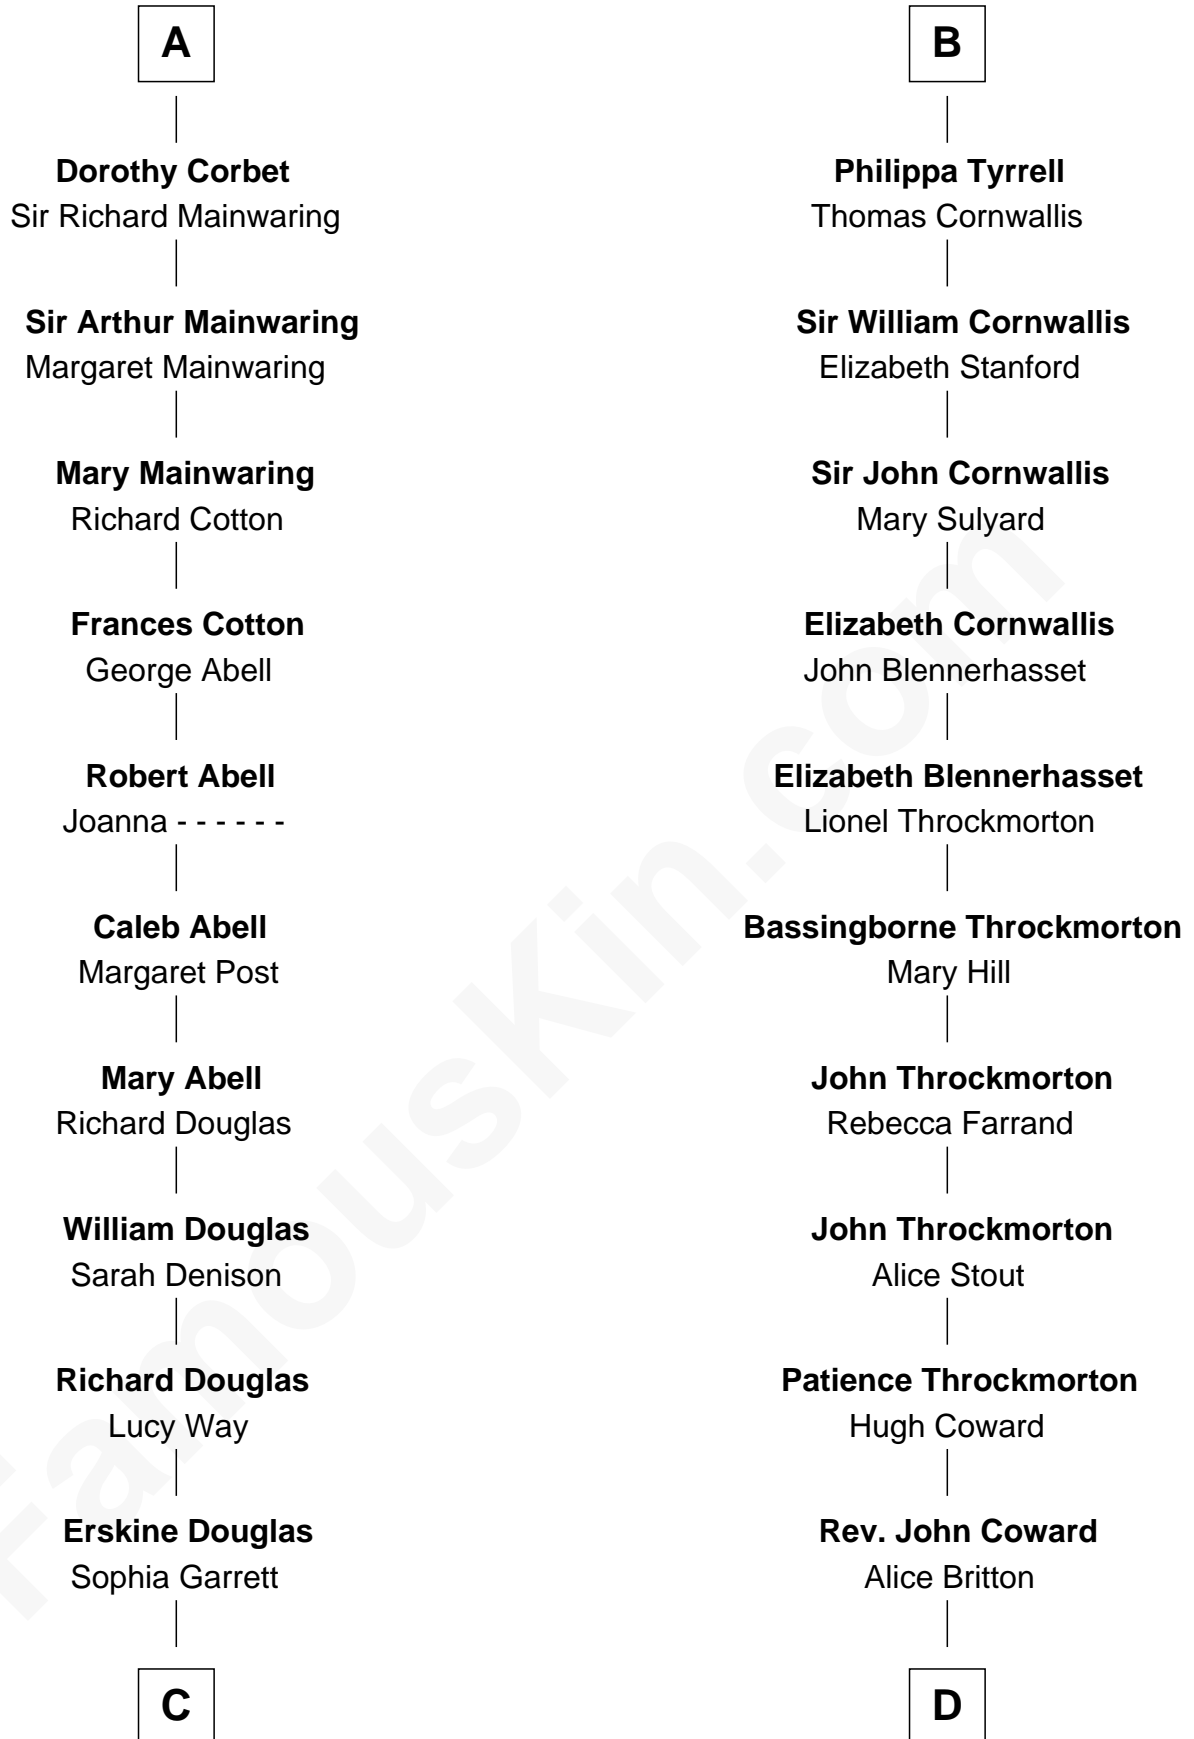 A
Dorothy Corbet
Sir Richard Mainwaring
Sir Arthur Mainwaring
Margaret Mainwaring
Mary Mainwaring
Richard Cotton
Frances Cotton
George Abell
Robert Abell
Joanna - - - - - -
Caleb Abell
Margaret Post
Mary Abell
Richard Douglas
William Douglas
Sarah Denison
Richard Douglas
Lucy Way
Erskine Douglas
Sophia Garrett
C
B
Philippa Tyrrell
Thomas Cornwallis
Sir William Cornwallis
Elizabeth Stanford
Sir John Cornwallis
Mary Sulyard
Elizabeth Cornwallis
John Blennerhasset
Elizabeth Blennerhasset
Lionel Throckmorton
Bassingborne Throckmorton
Mary Hill
John Throckmorton
Rebecca Farrand
John Throckmorton
Alice Stout
Patience Throckmorton
Hugh Coward
Rev. John Coward
Alice Britton
D
FamousKin.com